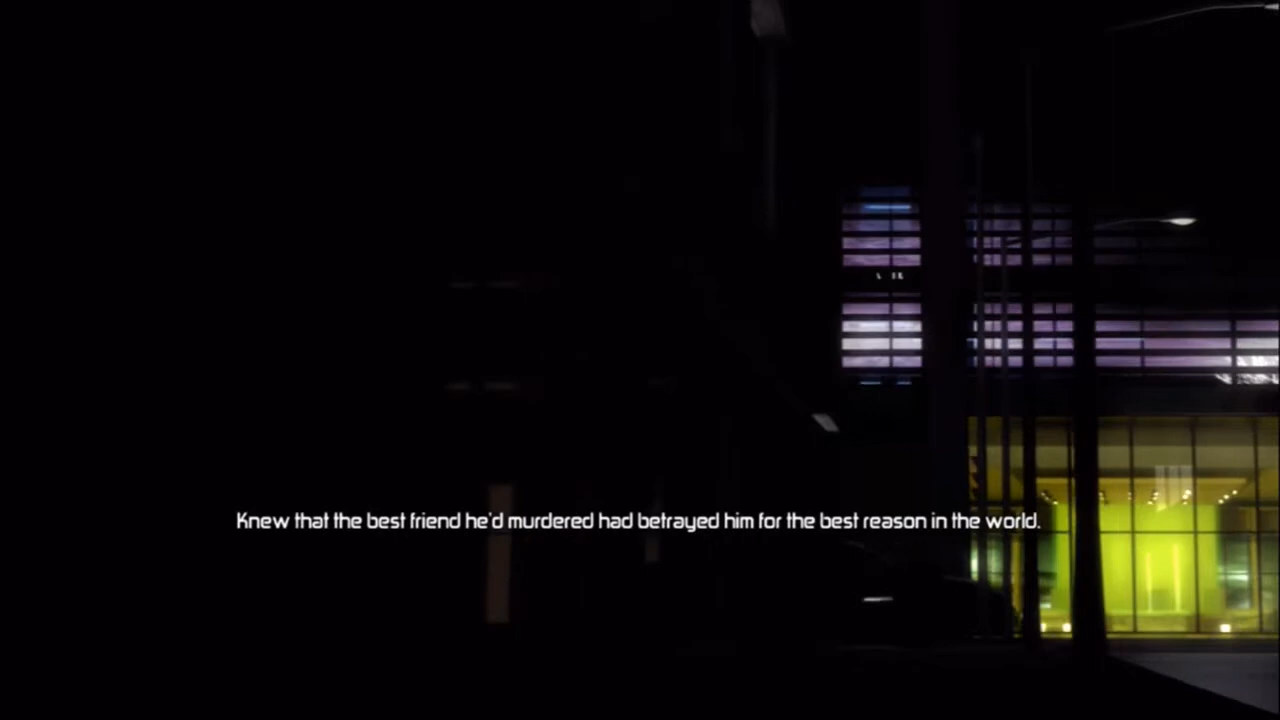 Knew that the best friend he'd murdered had betrayed him for the best reason in the world.